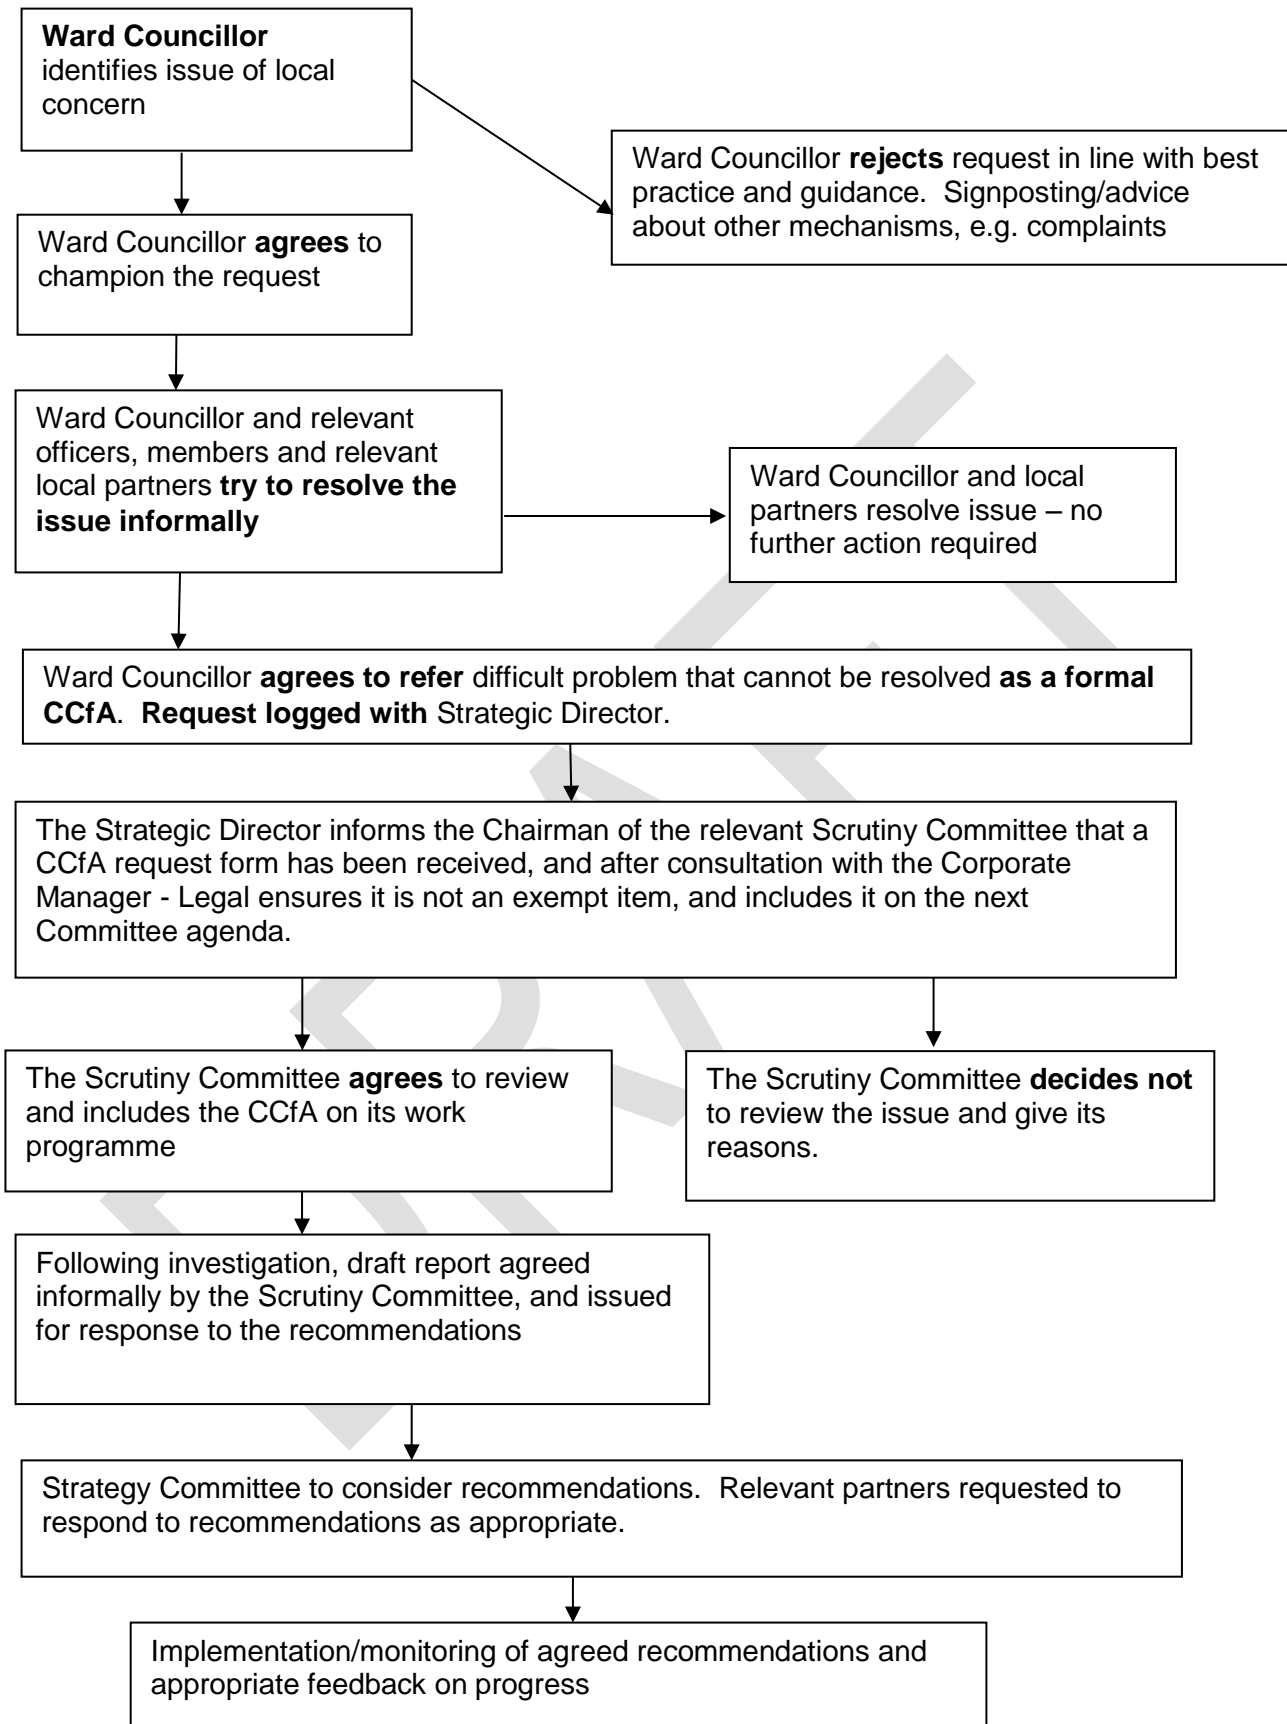 Ward Councillor
identifies issue of local
concern
Ward Councillor rejects request in line with best
practice and guidance.  Signposting/advice
about other mechanisms, e.g. complaints
Ward Councillor agrees to
champion the request
Ward Councillor and relevant
officers, members and relevant
local partners try to resolve the
issue informally
Ward Councillor and local
partners resolve issue – no
further action required
Ward Councillor agrees to refer difficult problem that cannot be resolved as a formal
CCfA.  Request logged with Strategic Director.
The Strategic Director informs the Chairman of the relevant Scrutiny Committee that a
CCfA request form has been received, and after consultation with the Corporate
Manager - Legal ensures it is not an exempt item, and includes it on the next
Committee agenda.
The Scrutiny Committee agrees to review
and includes the CCfA on its work
programme
The Scrutiny Committee decides not
to review the issue and give its
reasons.
Following investigation, draft report agreed
informally by the Scrutiny Committee, and issued
for response to the recommendations
Strategy Committee to consider recommendations.  Relevant partners requested to
respond to recommendations as appropriate.
Implementation/monitoring of agreed recommendations and
appropriate feedback on progress
DRAFT